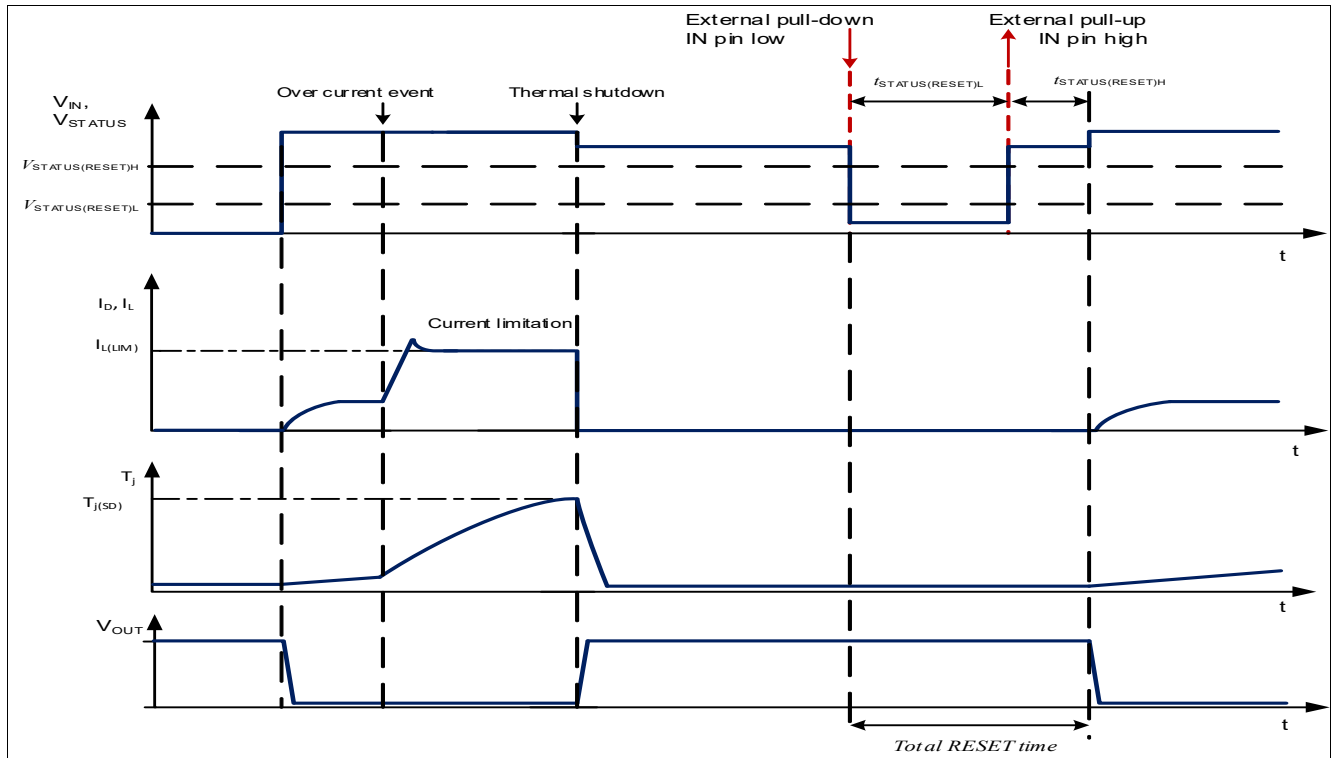 External pull-down
IN pin low
External pull-up
IN pin high
tSTATUS(RESET)L
tSTATUS(RESET)H
Over current event
Thermal shutdown
VIN,
VSTATUS
VSTATUS(RESET)H
VSTATUS(RESET)L
t
ID, IL
Current limitation
IL(LIM)
t
Tj
Tj(SD)
t
VOUT
t
Total RESET time